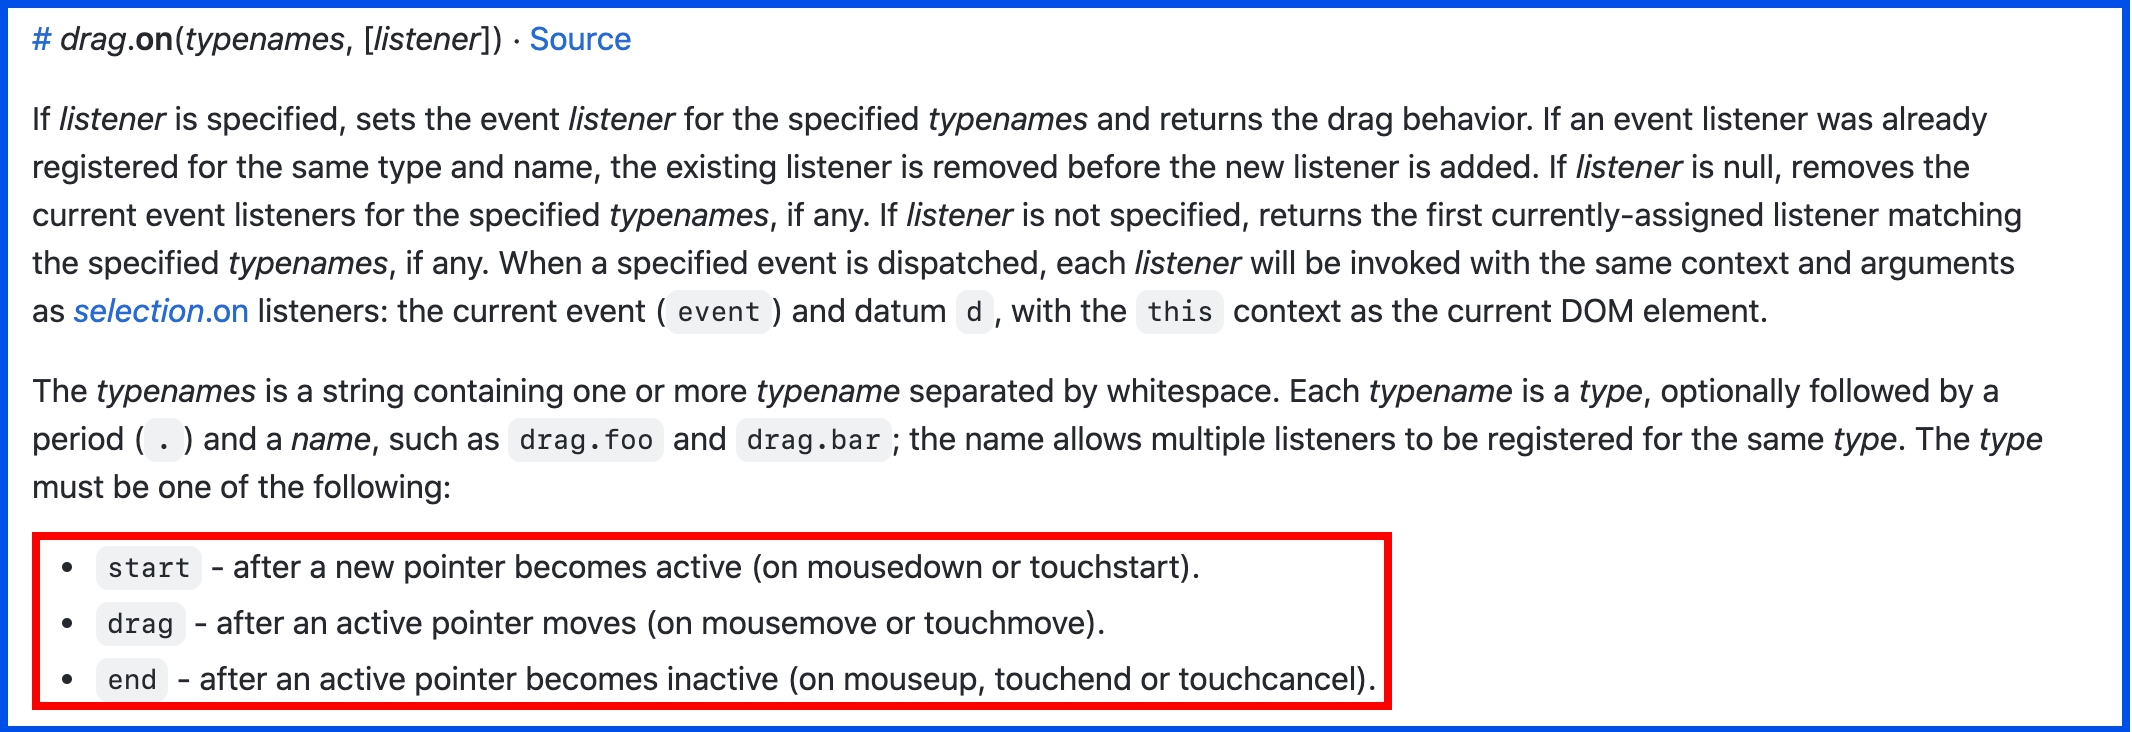 # drag.on(typenames, [listener]) · Source
If listener is specified, sets the event listener for the specified typenames and returns the drag behavior. If an event listener was already
registered for the same type and name, the existing listener is removed before the new listener is added. If listener is null, removes the
current event listeners for the specified typenames, if any. If listener is not specified, returns the first currently-assigned listener matching
the specified typenames, if any. When a specified event is dispatched, each listener will be invoked with the same context and arguments
as selection.on listeners: the current event (event) and datum d, with the this context as the current DOM element.
The typenames is a string containing one or more typename separated by whitespace. Each typename is a type, optionally followed by a
period (.) and a name, such as drag.foo and drag.bar; the name allows multiple listeners to be registered for the same type. The type
must be one of the following:
• start - after a new pointer becomes active (on mousedown or touchstart).
• drag - after an active pointer moves (on mousemove or touchmove).
• end - after an active pointer becomes inactive (on mouseup, touchend or touchcancel).